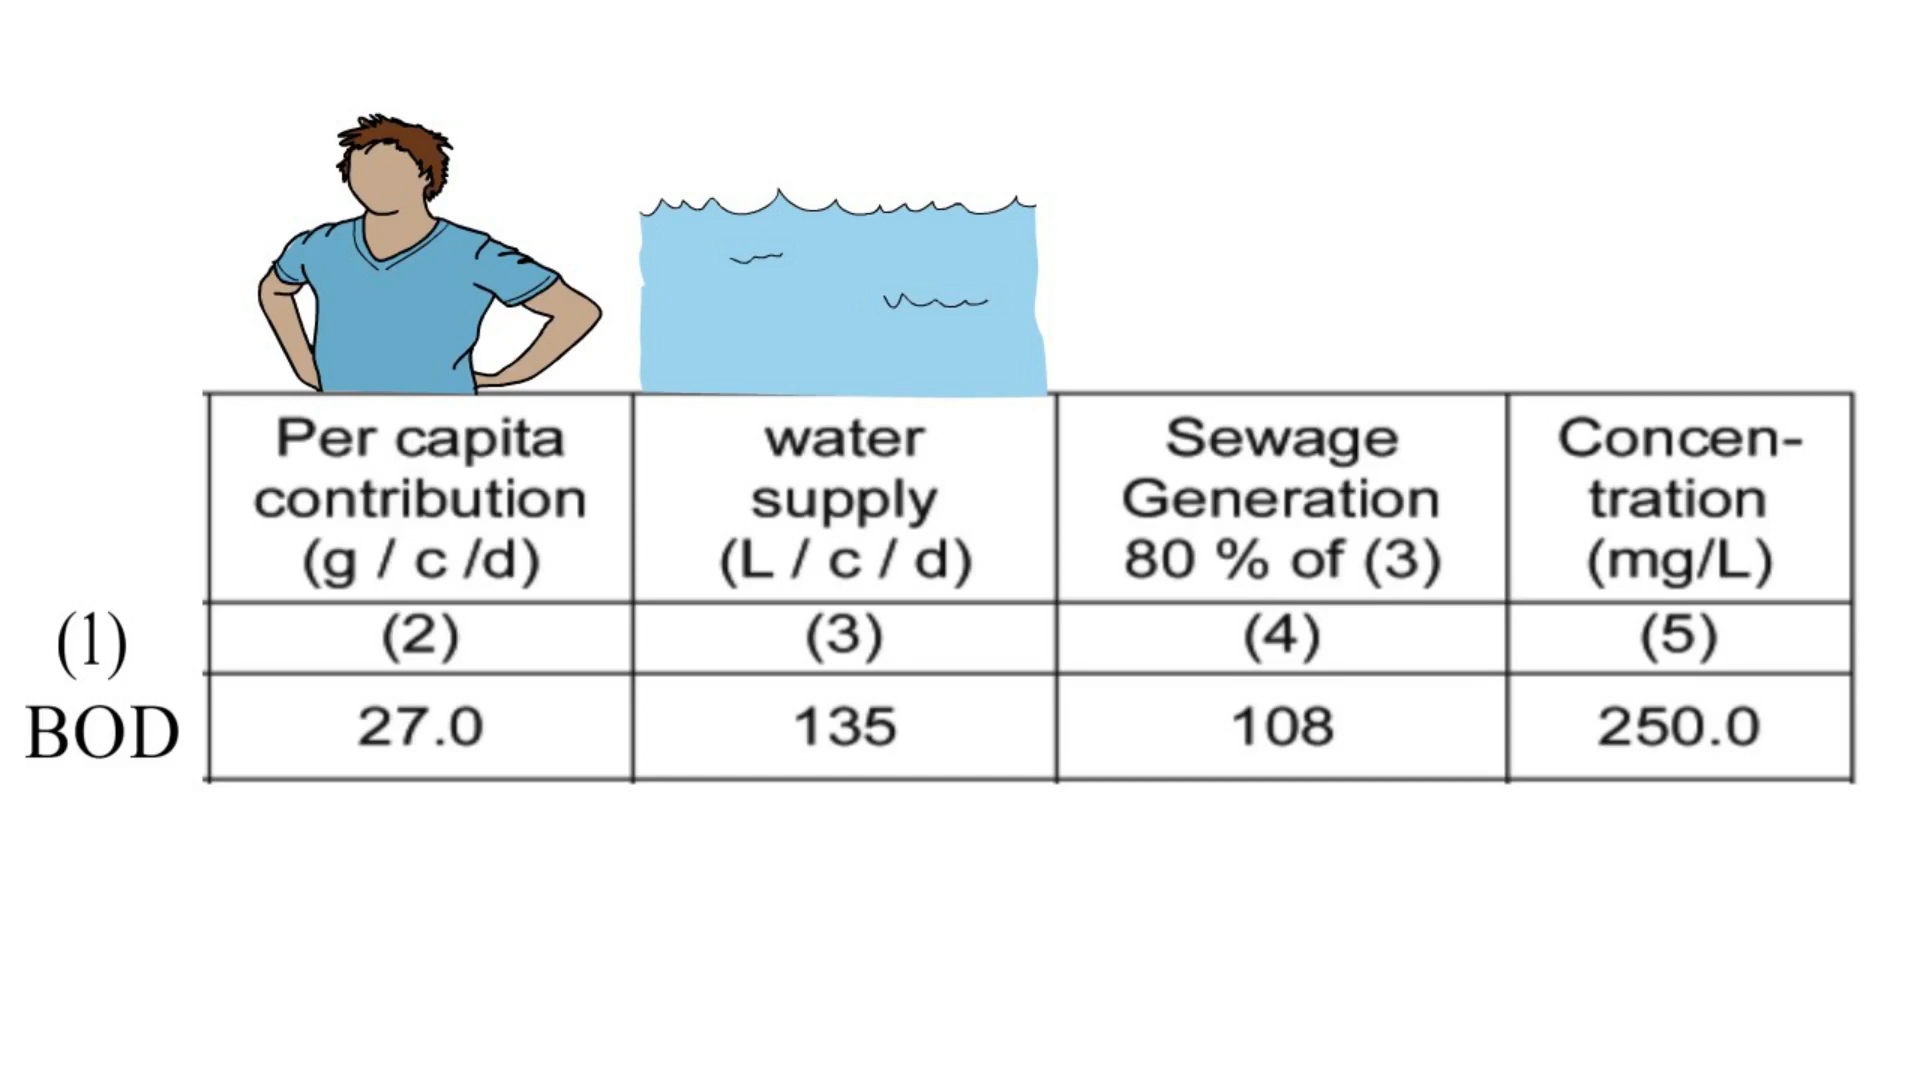 Per capita contribution (g / c /d)
water supply (L / c / d)
Sewage Generation 80 % of (3)
Concen-tration (mg/L)
(1) (2) (3) (4) (5)
BOD 27.0 135 108 250.0